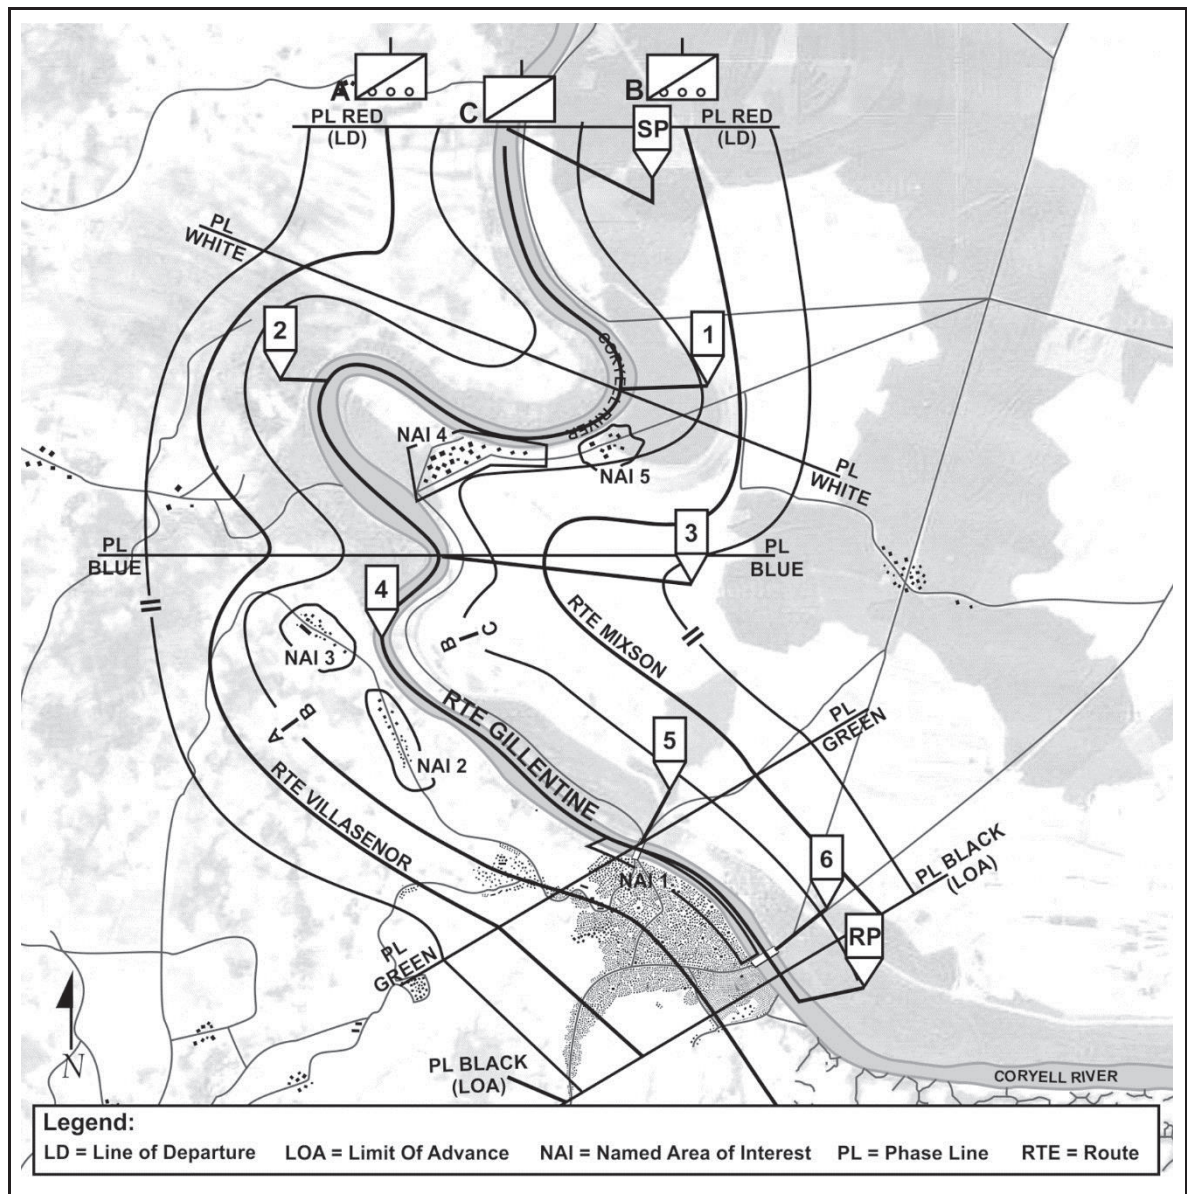 A
C
B
PL RED
(LD)
SP
PL RED
(LD)
PL
WHITE
2
1
CORYELL RIVER
NAI 4
NAI 5
PL
WHITE
3
PL
BLUE
PL
BLUE
4
RTE MIXSON
B
C
NAI 3
A
B
NAI 2
RTE GILLENTINE
PL
GREEN
5
RTE VILLASENOR
6
PL BLACK
(LOA)
NAI 1
RP
PL
GREEN
N
PL BLACK
(LOA)
CORYELL RIVER
Legend:
LD = Line of Departure LOA = Limit Of Advance NAI = Named Area of Interest PL = Phase Line RTE = Route